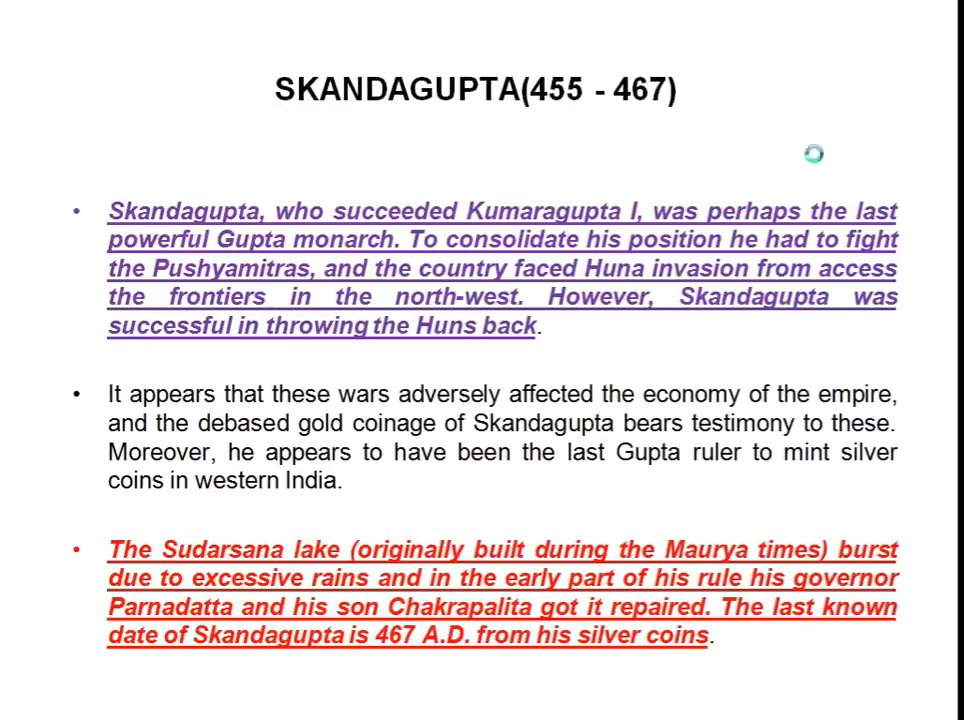 SKANDAGUPTA(455 - 467)
• Skandagupta, who succeeded Kumaragupta I, was perhaps the last
powerful Gupta monarch. To consolidate his position he had to fight
the Pushyamitras, and the country faced Huna invasion from access
the frontiers in the north-west. However, Skandagupta was
successful in throwing the Huns back.
• It appears that these wars adversely affected the economy of the empire,
and the debased gold coinage of Skandagupta bears testimony to these.
Moreover, he appears to have been the last Gupta ruler to mint silver
coins in western India.
• The Sudarsana lake (originally built during the Maurya times) burst
due to excessive rains and in the early part of his rule his governor
Parnadatta and his son Chakrapalita got it repaired. The last known
date of Skandagupta is 467 A.D. from his silver coins.